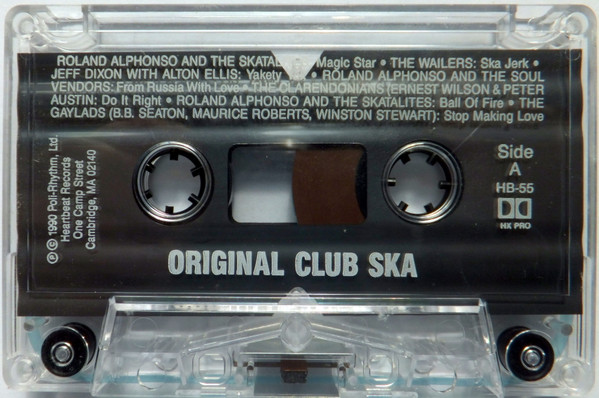 ROLAND ALPHONSO AND THE Magic Star • THE WAILERS: Ska Jerk •
JEFF DIXON WITH ALTON ELLIS: Yakety • ROLAND ALPHONSO AND THE SOUL
VENDORS: From Russia With Love • THE CLARENDONIANS (ERNEST WILSON & PETER
AUSTIN: Do It Right • ROLAND ALPHONSO AND THE SKATALITES: Ball Of Fire • THE
GAYLADS (B.B. SEATON, MAURICE ROBERTS, WINSTON STEWART): Stop Making Love
℗ © 1990 Poli-Rhythm, Ltd.
Heartbeat Records
One Camp Street
Cambridge, MA 02140
Side
A
HB-55
HX PRO
ORIGINAL CLUB SKA